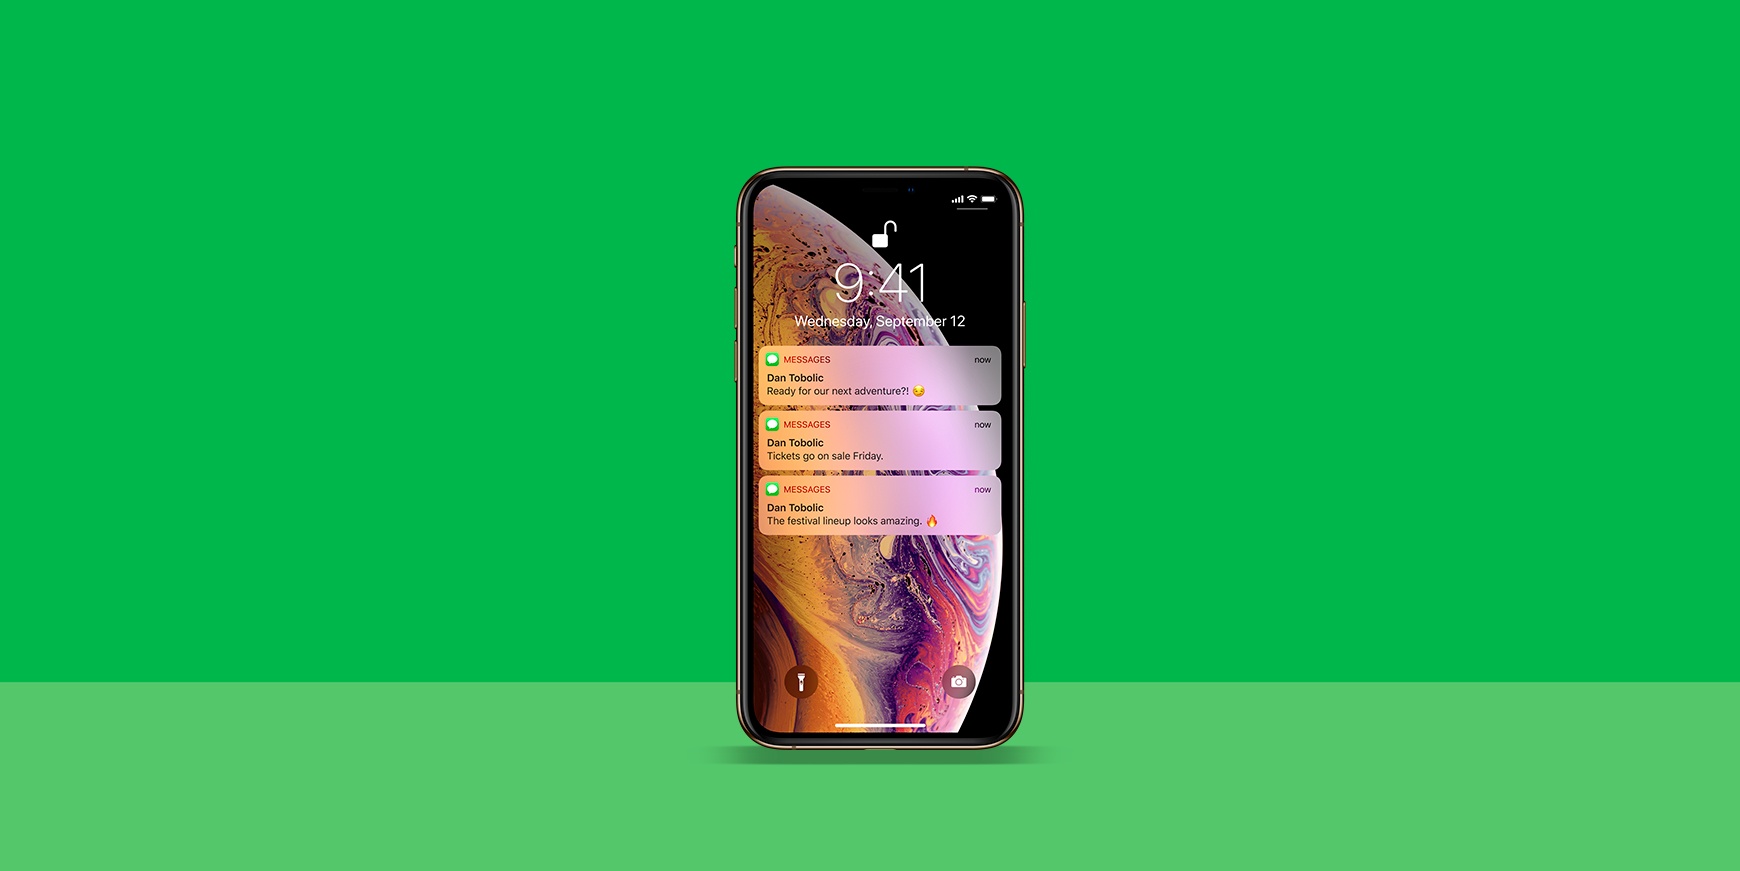 9:41
Wednesday, September 12
MESSAGES now
Dan Tobolic
Ready for our next adventure?! 😏
MESSAGES now
Dan Tobolic
Tickets go on sale Friday.
MESSAGES now
Dan Tobolic
The festival lineup looks amazing. 🔥